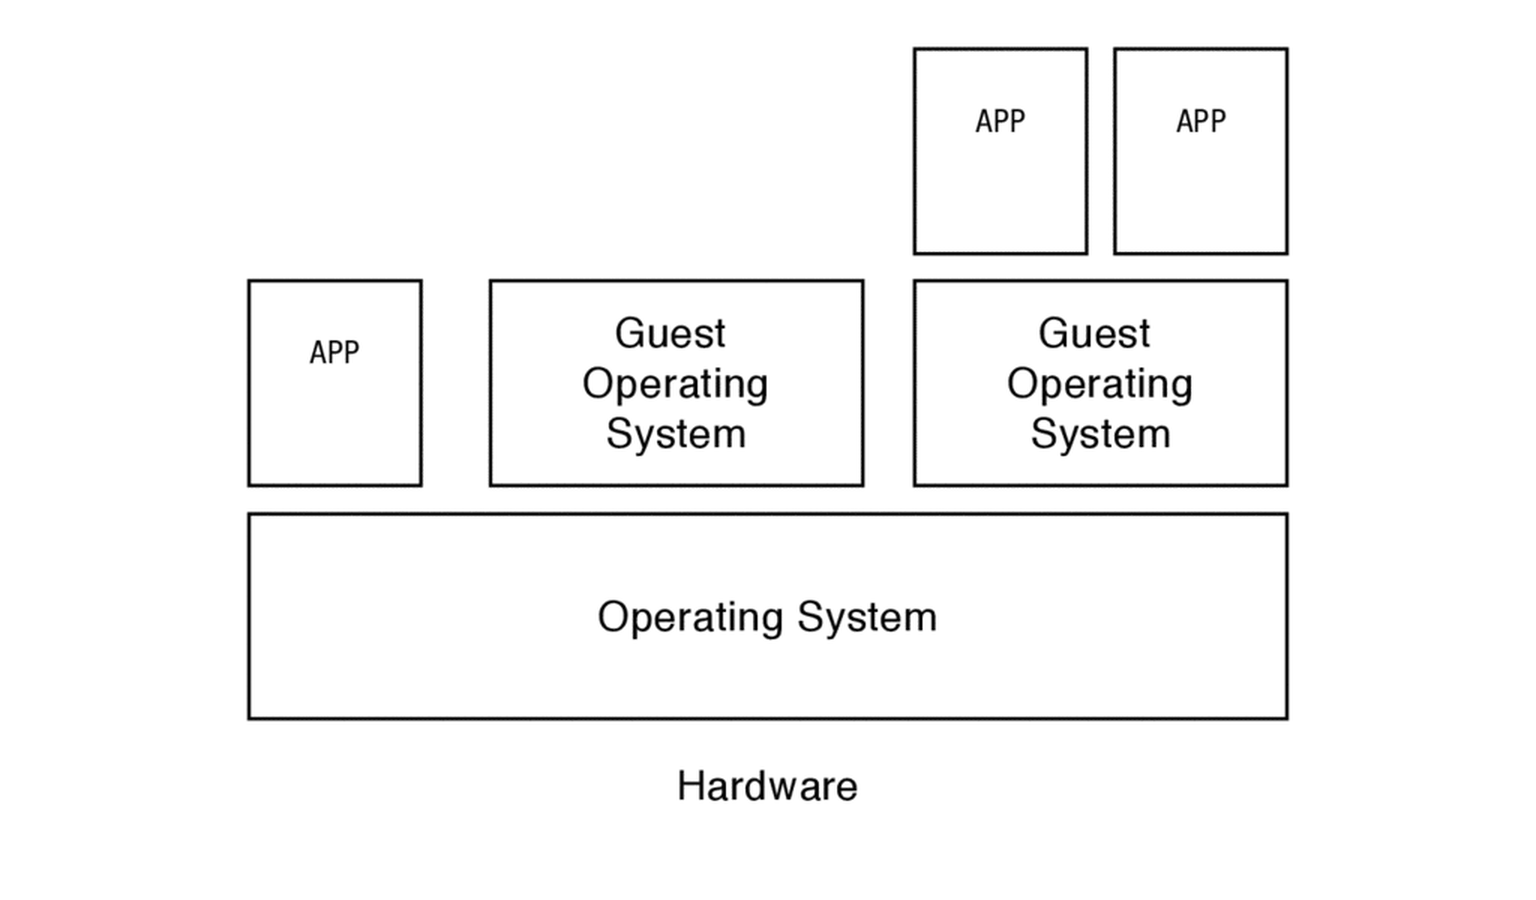 APP
APP
APP
Guest
Operating
System
Guest
Operating
System
Operating System
Hardware